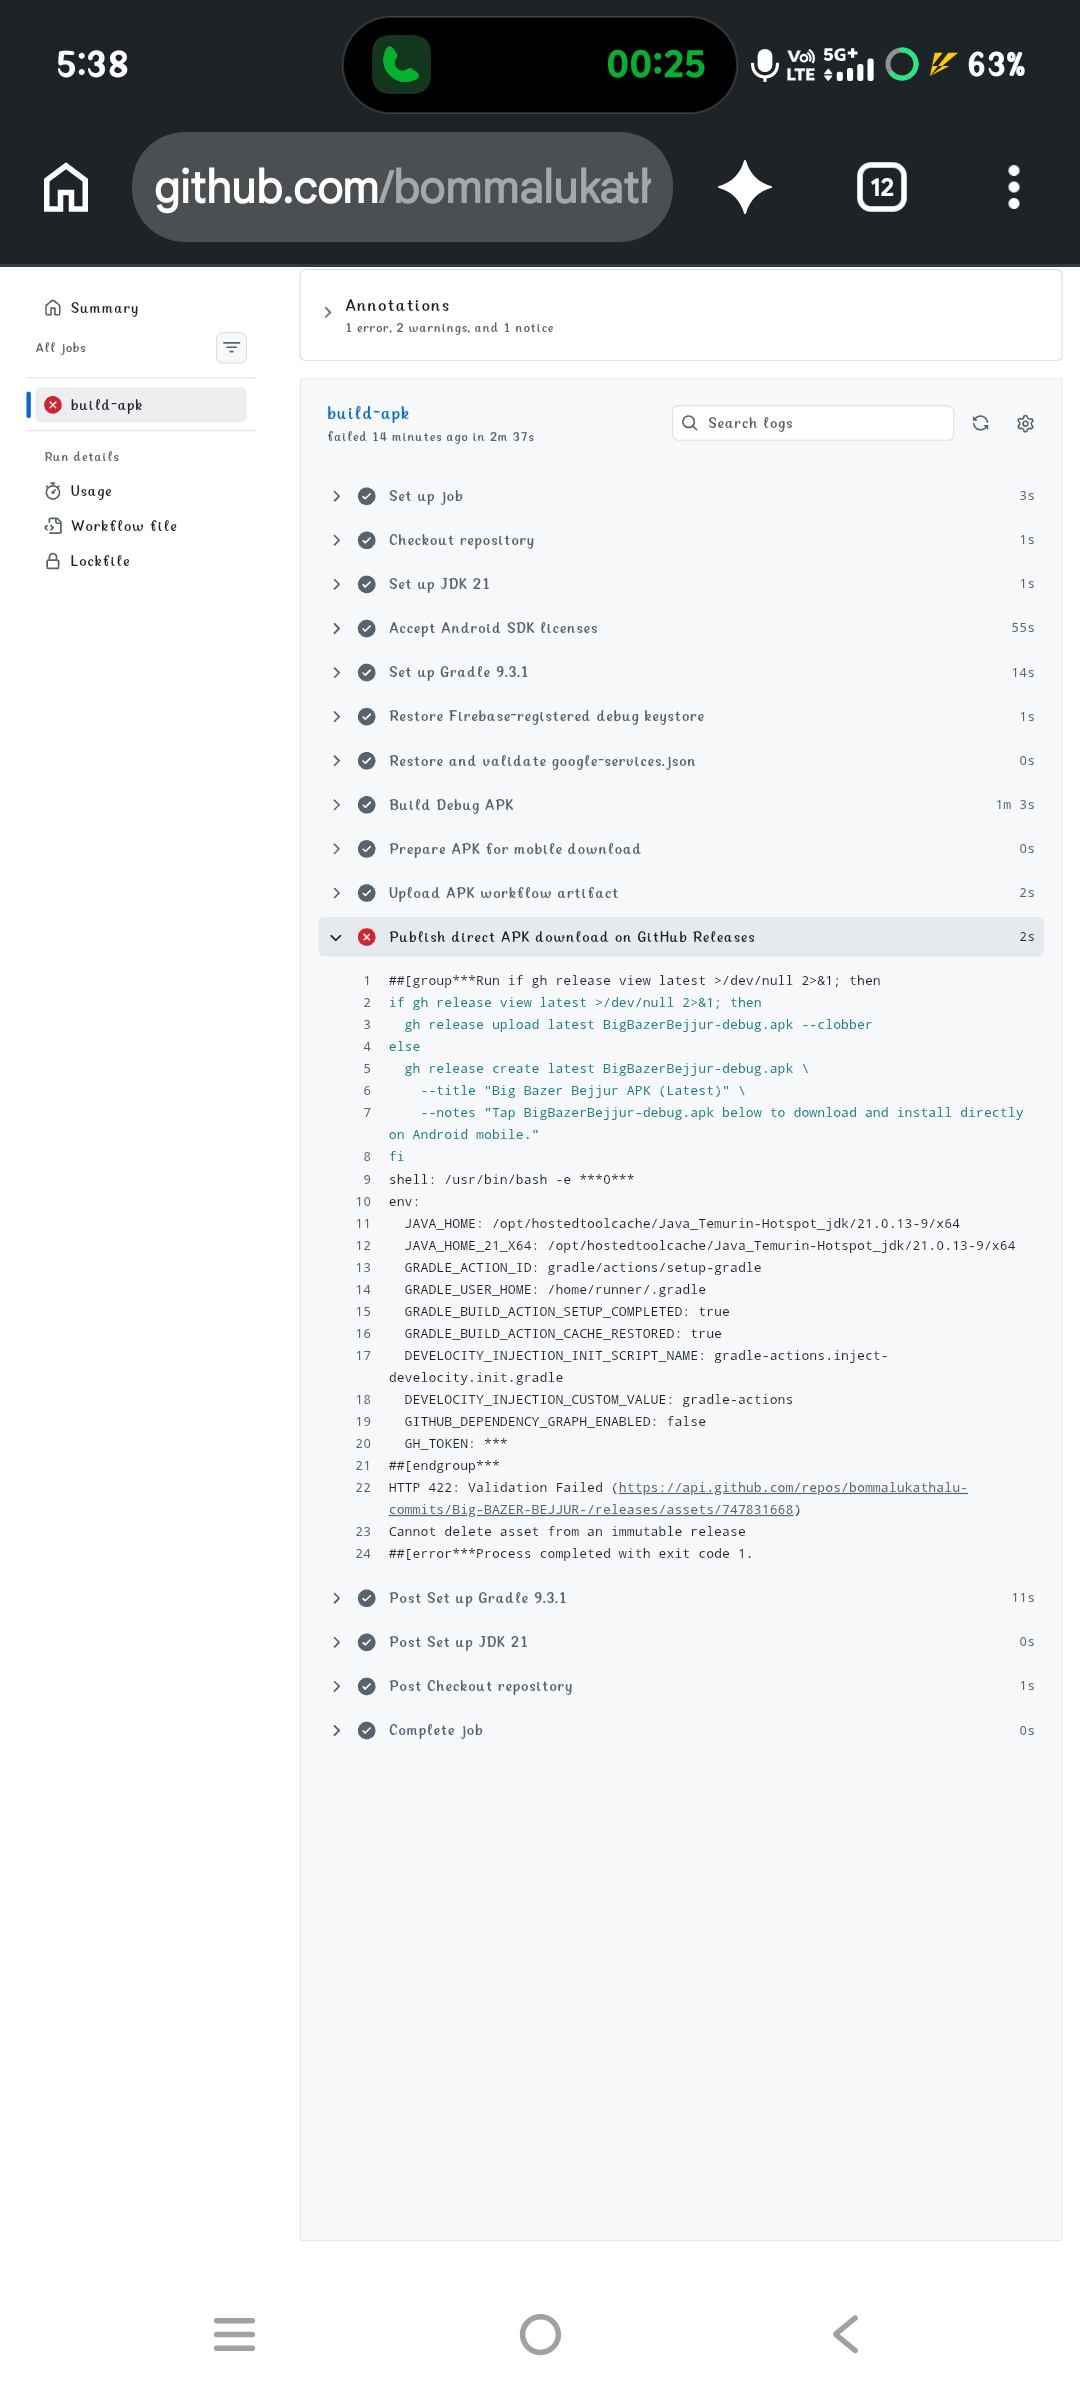 5:38
00:25
Vo)) LTE 5G+ 63%
github.com/bommalukath
12
Summary
All jobs
build-apk
Run details
Usage
Workflow file
Lockfile
Annotations
1 error, 2 warnings, and 1 notice
build-apk
failed 14 minutes ago in 2m 37s
Search logs
Set up job 3s
Checkout repository 1s
Set up JDK 21 1s
Accept Android SDK licenses 55s
Set up Gradle 9.3.1 14s
Restore Firebase-registered debug keystore 1s
Restore and validate google-services.json 0s
Build Debug APK 1m 3s
Prepare APK for mobile download 0s
Upload APK workflow artifact 2s
Publish direct APK download on GitHub Releases 2s
1 ##[group***Run if gh release view latest >/dev/null 2>&1; then
2 if gh release view latest >/dev/null 2>&1; then
3 gh release upload latest BigBazerBejjur-debug.apk --clobber
4 else
5 gh release create latest BigBazerBejjur-debug.apk \
6 --title "Big Bazer Bejjur APK (Latest)" \
7 --notes "Tap BigBazerBejjur-debug.apk below to download and install directly
on Android mobile."
8 fi
9 shell: /usr/bin/bash -e ***0***
10 env:
11 JAVA_HOME: /opt/hostedtoolcache/Java_Temurin-Hotspot_jdk/21.0.13-9/x64
12 JAVA_HOME_21_X64: /opt/hostedtoolcache/Java_Temurin-Hotspot_jdk/21.0.13-9/x64
13 GRADLE_ACTION_ID: gradle/actions/setup-gradle
14 GRADLE_USER_HOME: /home/runner/.gradle
15 GRADLE_BUILD_ACTION_SETUP_COMPLETED: true
16 GRADLE_BUILD_ACTION_CACHE_RESTORED: true
17 DEVELOCITY_INJECTION_INIT_SCRIPT_NAME: gradle-actions.inject-
develocity.init.gradle
18 DEVELOCITY_INJECTION_CUSTOM_VALUE: gradle-actions
19 GITHUB_DEPENDENCY_GRAPH_ENABLED: false
20 GH_TOKEN: ***
21 ##[endgroup***
22 HTTP 422: Validation Failed (https://api.github.com/repos/bommalukathalu-
commits/Big-BAZER-BEJJUR-/releases/assets/747831668)
23 Cannot delete asset from an immutable release
24 ##[error***Process completed with exit code 1.
Post Set up Gradle 9.3.1 11s
Post Set up JDK 21 0s
Post Checkout repository 1s
Complete job 0s